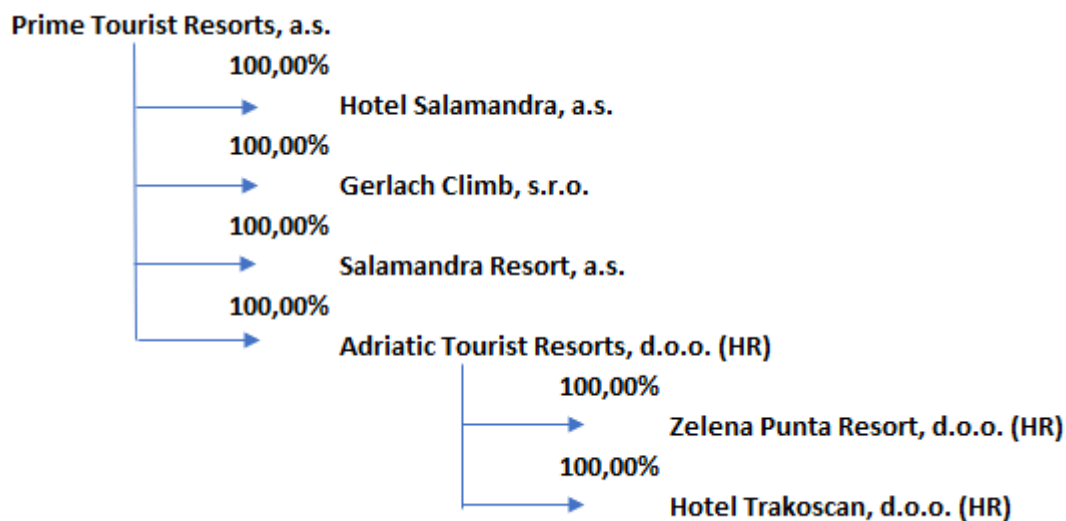 Prime Tourist Resorts, a.s.
100,00%
Hotel Salamandra, a.s.
100,00%
Gerlach Climb, s.r.o.
100,00%
Salamandra Resort, a.s.
100,00%
Adriatic Tourist Resorts, d.o.o. (HR)
100,00%
Zelena Punta Resort, d.o.o. (HR)
100,00%
Hotel Trakoscan, d.o.o. (HR)